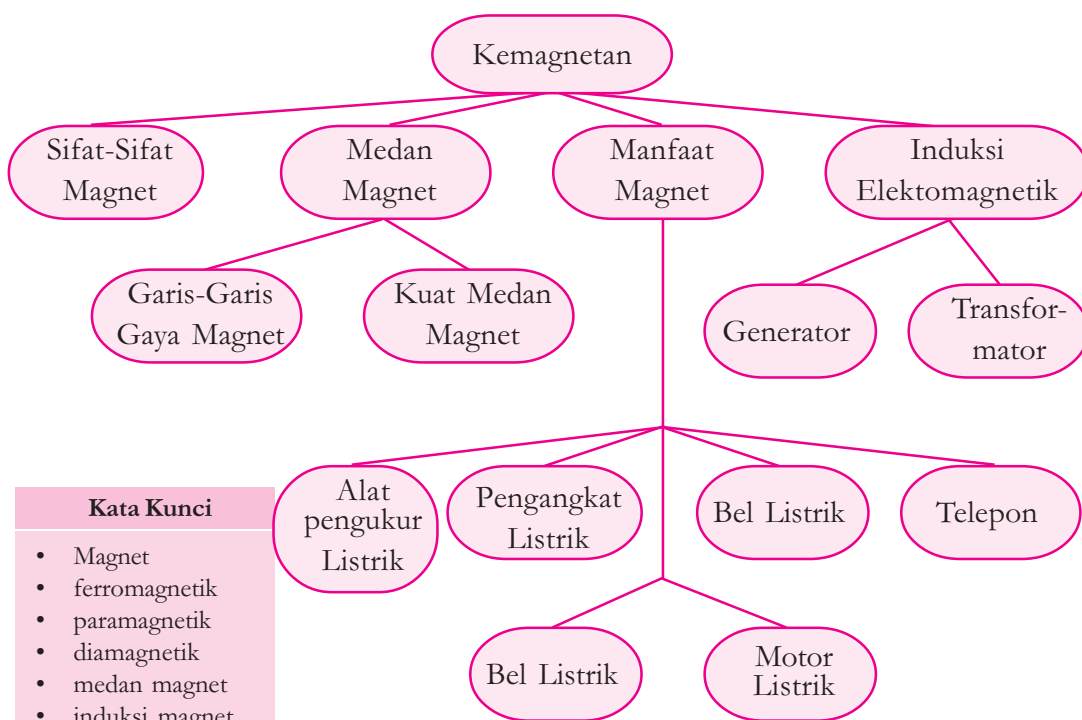 Kemagnetan
Sifat-Sifat
Magnet
Medan
Magnet
Manfaat
Magnet
Induksi
Elektomagnetik
Garis-Garis
Gaya Magnet
Kuat Medan
Magnet
Generator
Transfor-
mator
Alat
pengukur
Listrik
Pengangkat
Listrik
Bel Listrik
Telepon
Bel Listrik
Motor
Listrik
Kata Kunci
• Magnet
• ferromagnetik
• paramagnetik
• diamagnetik
• medan magnet
• induksi magnet